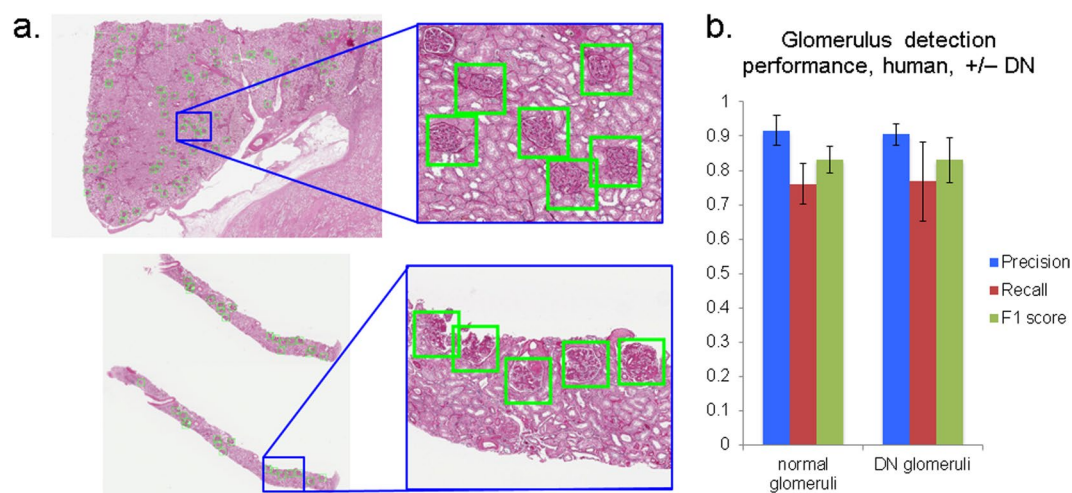 a.
b.
Glomerulus detection
performance, human, +/– DN
1
0.9
0.8
0.7
0.6
0.5
0.4
0.3
0.2
0.1
0
normal
glomeruli
DN glomeruli
Precision
Recall
F1 score